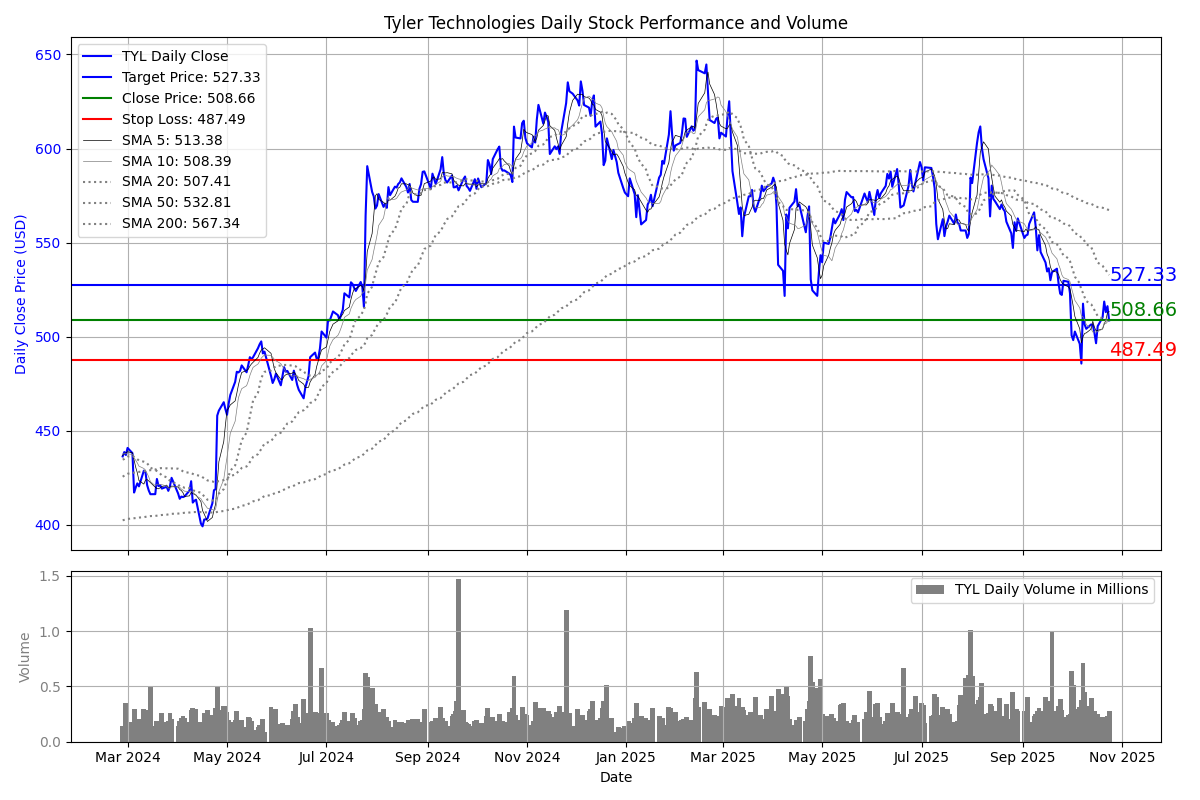 Tyler Technologies Daily Stock Performance and Volume
Daily Close Price (USD)
650
600
550
500
450
400
TYL Daily Close
Target Price: 527.33
Close Price: 508.66
Stop Loss: 487.49
SMA 5: 513.38
SMA 10: 508.39
SMA 20: 507.41
SMA 50: 532.81
SMA 200: 567.34
527.33
508.66
487.49
Volume
1.5
1.0
0.5
0.0
TYL Daily Volume in Millions
Mar 2024 May 2024 Jul 2024 Sep 2024 Nov 2024 Jan 2025 Mar 2025 May 2025 Jul 2025 Sep 2025 Nov 2025
Date